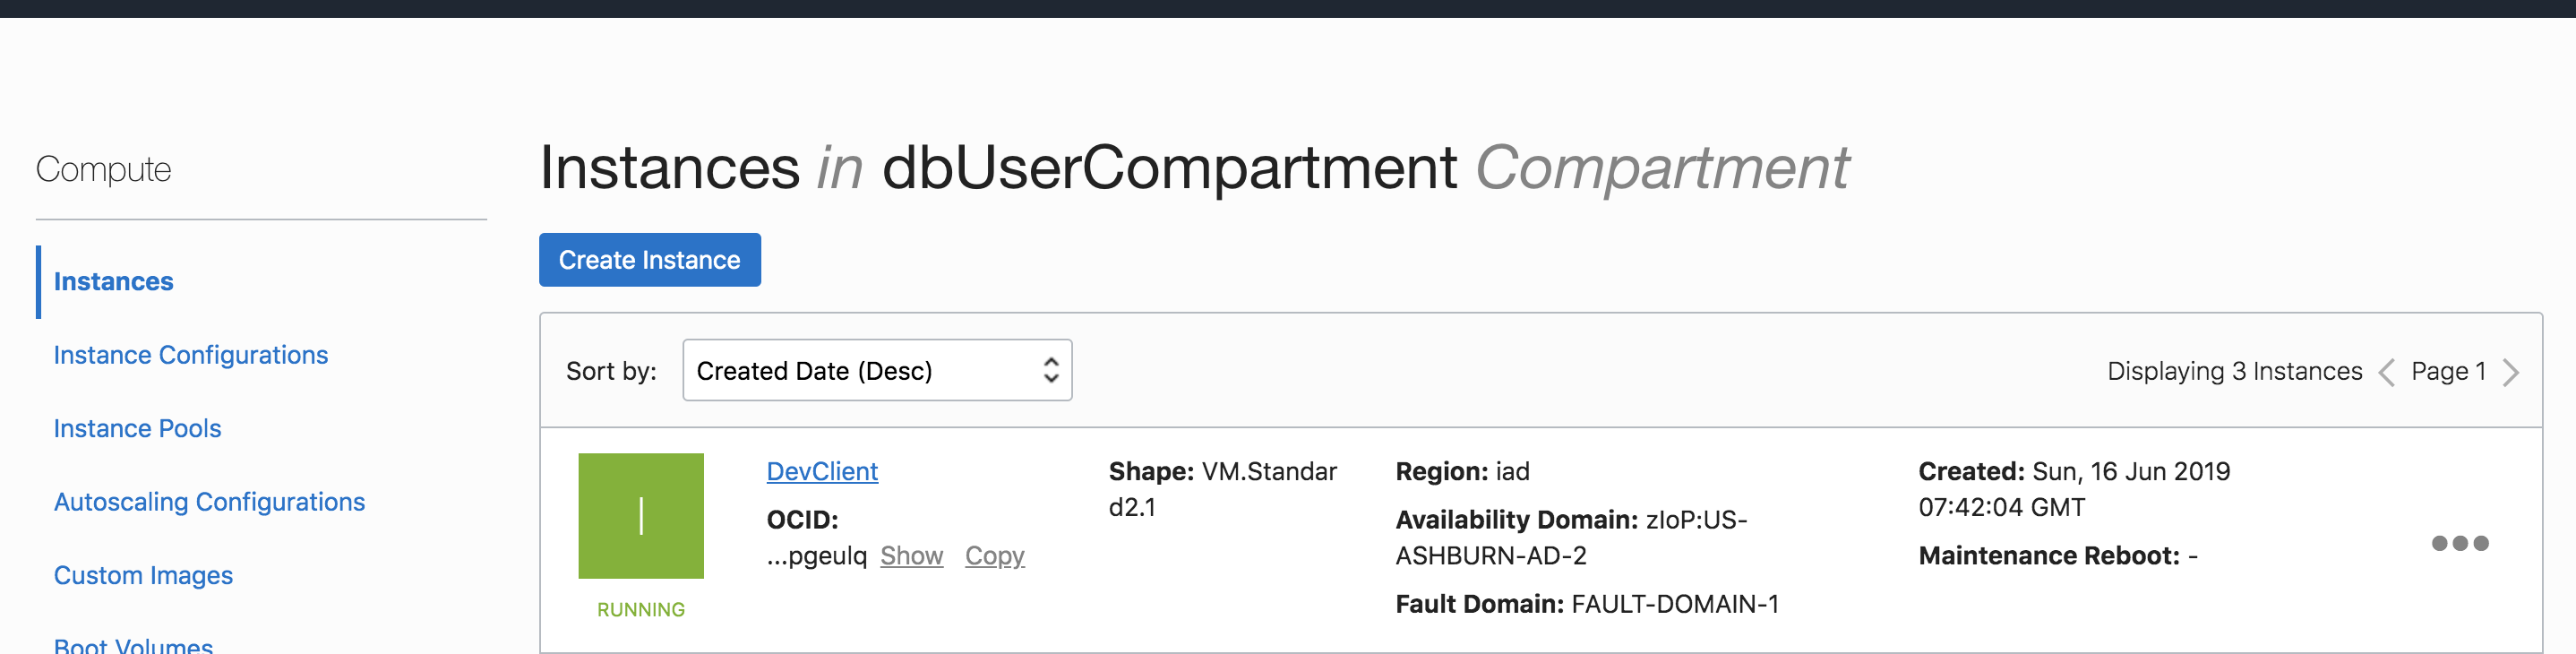 Compute
Instances
Instance Configurations
Instance Pools
Autoscaling Configurations
Custom Images
Boot Volumes
Instances in dbUserCompartment Compartment
Create Instance
Sort by: Created Date (Desc)
Displaying 3 Instances Page 1
I
RUNNING
DevClient
OCID:
...pgeulq Show Copy
Shape: VM.Standar
d2.1
Region: iad
Availability Domain: zIoP:US-
ASHBURN-AD-2
Fault Domain: FAULT-DOMAIN-1
Created: Sun, 16 Jun 2019
07:42:04 GMT
Maintenance Reboot: -